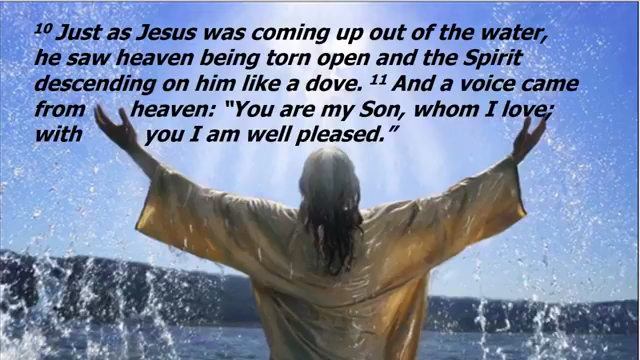 10 Just as Jesus was coming up out of the water,
he saw heaven being torn open and the Spirit
descending on him like a dove. 11 And a voice came
from heaven: “You are my Son, whom I love;
with you I am well pleased.”